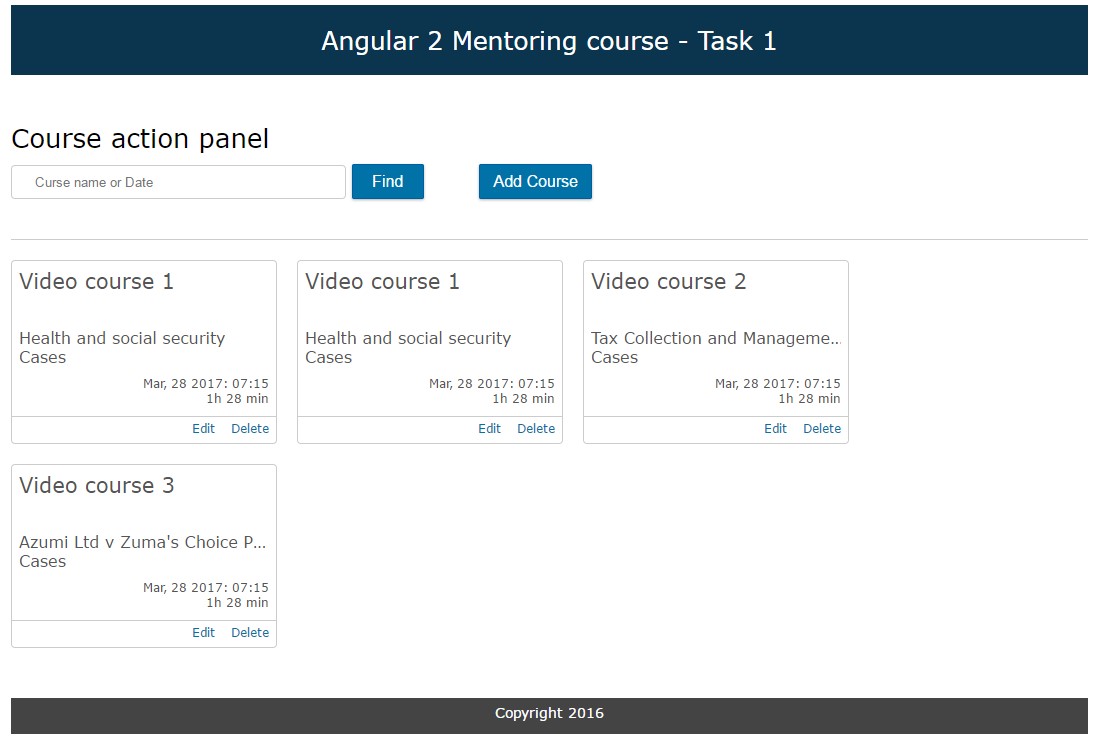 Angular 2 Mentoring course - Task 1
Course action panel
Curse name or Date
Find
Add Course
Video course 1
Health and social security
Cases
Mar, 28 2017: 07:15
1h 28 min
Edit Delete
Video course 1
Health and social security
Cases
Mar, 28 2017: 07:15
1h 28 min
Edit Delete
Video course 2
Tax Collection and Manageme...
Cases
Mar, 28 2017: 07:15
1h 28 min
Edit Delete
Video course 3
Azumi Ltd v Zuma's Choice P...
Cases
Mar, 28 2017: 07:15
1h 28 min
Edit Delete
Copyright 2016